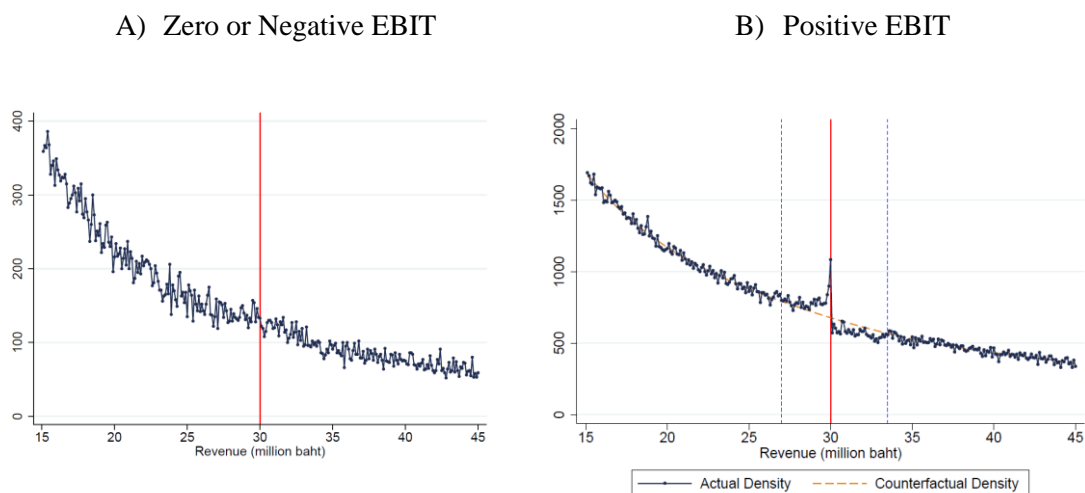 A) Zero or Negative EBIT
400
300
200
100
0
15 20 25 30 35 40 45
Revenue (million baht)
B) Positive EBIT
2000
1500
1000
500
0
15 20 25 30 35 40 45
Revenue (million baht)
Actual Density Counterfactual Density